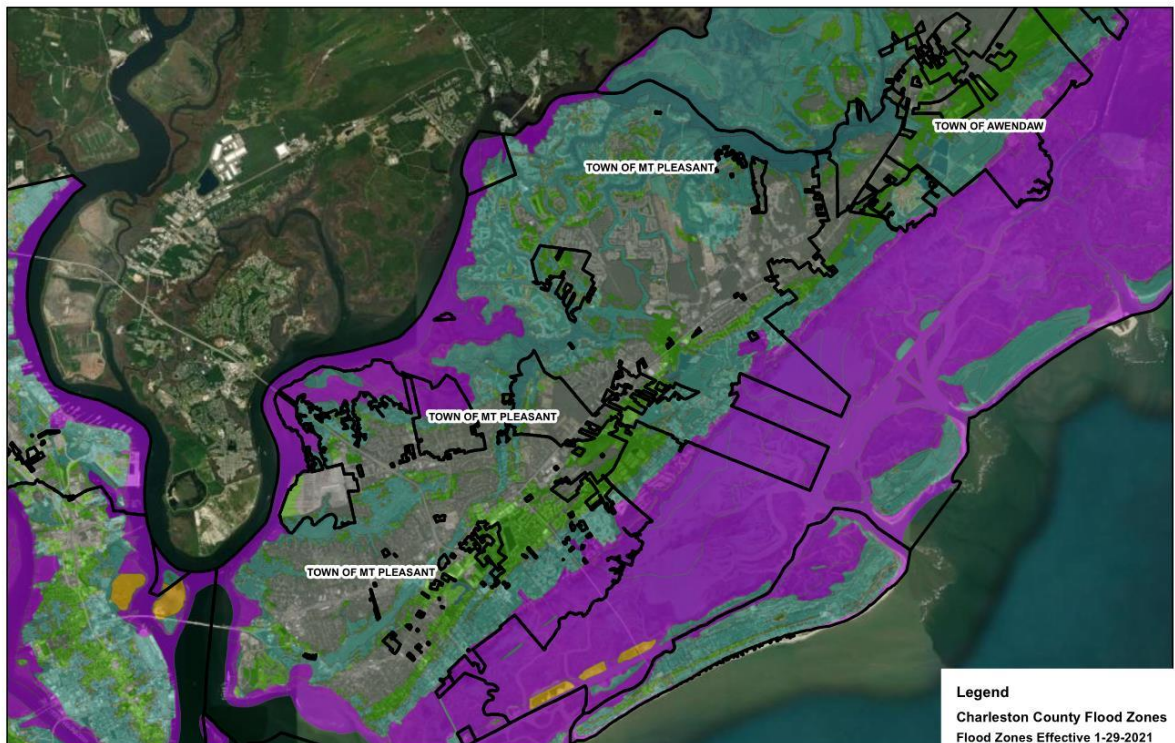 TOWN OF AWENDAW
TOWN OF MT PLEASANT
TOWN OF MT PLEASANT
TOWN OF MT PLEASANT
Legend
Charleston County Flood Zones
Flood Zones Effective 1-29-2021